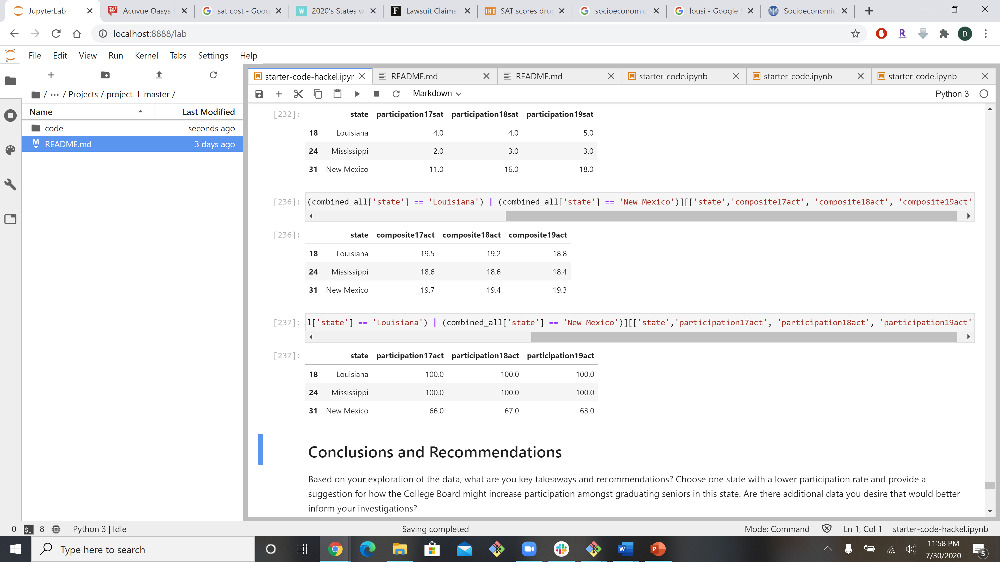 JupyterLab
Acuvue Oasys f
sat cost - Goog
2020's States w
Lawsuit Claims
IHE SAT scores drop
socioeconomic
lousi - Google S
Socioeconomic
localhost:8888/lab
D
File Edit View Run Kernel Tabs Settings Help
/ ··· / Projects / project-1-master /
Name Last Modified
code seconds ago
README.md 3 days ago
starter-code-hackel.ipyr README.md README.md starter-code.ipynb starter-code.ipynb starter-code.ipynb
Markdown Python 3
[232]: state participation17sat participation18sat participation19sat
18 Louisiana 4.0 4.0 5.0
24 Mississippi 2.0 3.0 3.0
31 New Mexico 11.0 16.0 18.0
[236]: (combined_all['state'] == 'Louisiana') | (combined_all['state'] == 'New Mexico')][['state','composite17act', 'composite18act', 'composite19act']
[236]: state composite17act composite18act composite19act
18 Louisiana 19.5 19.2 18.8
24 Mississippi 18.6 18.6 18.4
31 New Mexico 19.7 19.4 19.3
[237]: ll['state'] == 'Louisiana') | (combined_all['state'] == 'New Mexico')][['state','participation17act', 'participation18act', 'participation19act']
[237]: state participation17act participation18act participation19act
18 Louisiana 100.0 100.0 100.0
24 Mississippi 100.0 100.0 100.0
31 New Mexico 66.0 67.0 63.0
Conclusions and Recommendations
Based on your exploration of the data, what are you key takeaways and recommendations? Choose one state with a lower participation rate and provide a
suggestion for how the College Board might increase participation amongst graduating seniors in this state. Are there additional data you desire that would better
inform your investigations?
0 $_ 8 Python 3 | Idle Saving completed Mode: Command Ln 1, Col 1 starter-code-hackel.ipynb
Type here to search
11:58 PM
7/30/2020
5